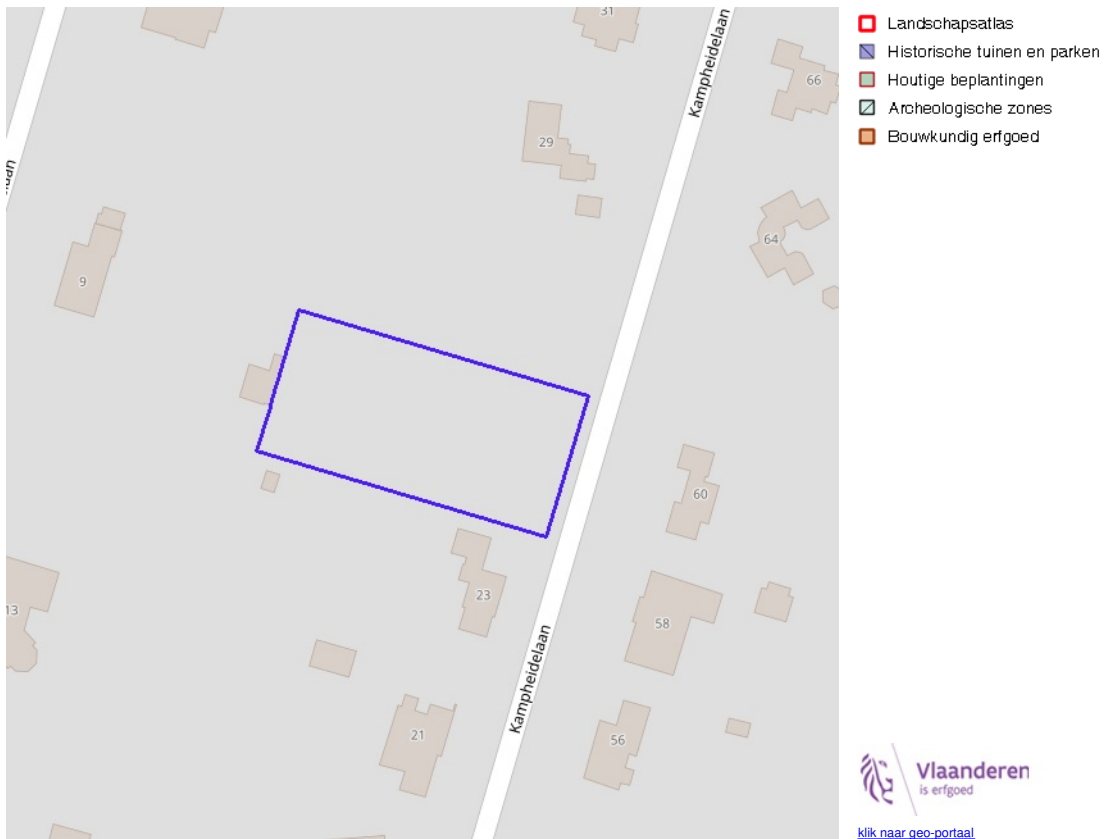 31
Kampheidelaan
66
29
64
9
60
23
13
58
Kampheidelaan
21
56
Landschapsatlas
Historische tuinen en parken
Houtige beplantingen
Archeologische zones
Bouwkundig erfgoed
Vlaanderen
is erfgoed
klik naar geo-portaal